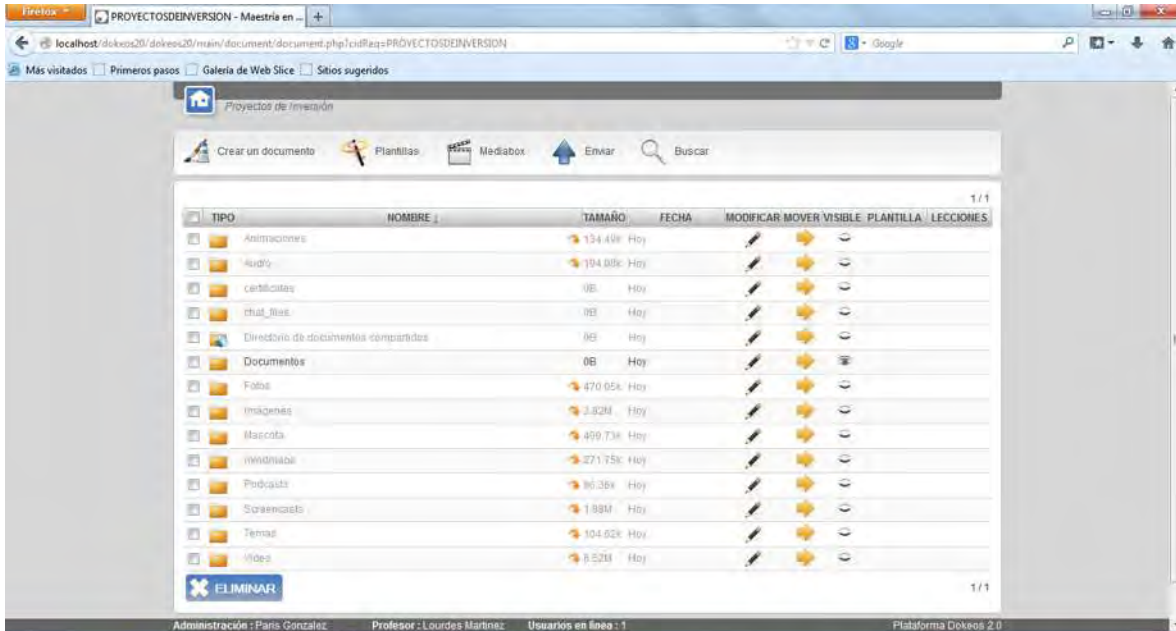 Firefox
PROYECTOSDEINVERSION - Maestría en ...
localhost/dokeos20/dokeos20/main/document/document.php?cidReq=PROYECTOSDEINVERSION
Google
Más visitados Primeros pasos Galería de Web Slice Sitios sugeridos
Proyectos de Inversión
Crear un documento Plantillas Mediabox Enviar Buscar
1 / 1
TIPO NOMBRE ↓ TAMAÑO FECHA MODIFICAR MOVER VISIBLE PLANTILLA LECCIONES
Animaciones 134.49k Hoy
Audio Hoy
certificates 0B Hoy
chat_files 0B Hoy
Directorio de documentos compartidos 0B Hoy
Documentos 0B Hoy
Fotos 470.05k Hoy
Imágenes 3.82M Hoy
Mascota 499.73k Hoy
mindmaps 271.75k Hoy
Podcasts Hoy
Screencasts 1.88M Hoy
Temas 104.62k Hoy
Video Hoy
ELIMINAR
1 / 1
Administración : Paris Gonzalez Profesor : Lourdes Martinez Usuarios en línea : 1 Plataforma Dokeos 2.0